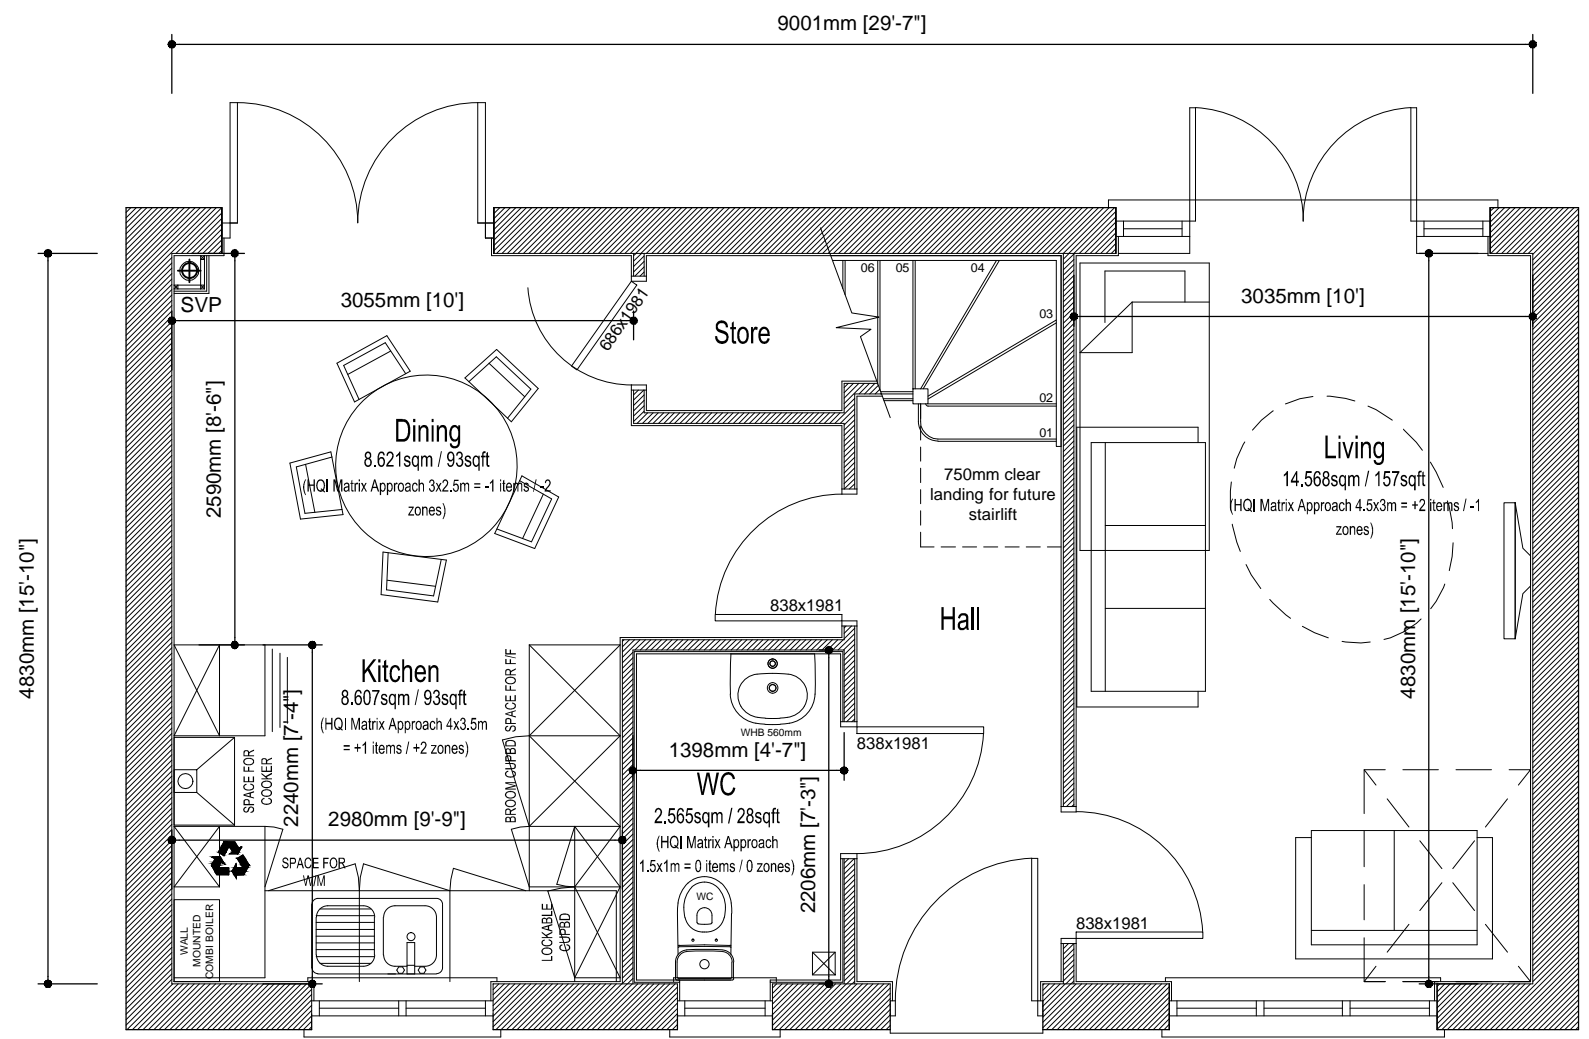 9001mm [29'-7"]
SVP
3055mm [10']
686x1981
Store
06
05
04
03
02
01
3035mm [10']
4830mm [15'-10"]
2590mm [8'-6"]
Dining
8.621sqm / 93sqft
(HQI Matrix Approach 3x2.5m = -1 items / -2
zones)
750mm clear
landing for future
stairlift
Living
14.568sqm / 157sqft
(HQI Matrix Approach 4.5x3m = +2 items / -1
zones)
4830mm [15'-10"]
838x1981
Hall
Kitchen
8.607sqm / 93sqft
(HQI Matrix Approach 4x3.5m
= +1 items / +2 zones)
2240mm [7'-4"]
SPACE FOR
COOKER
BROOM CUPBD
SPACE FOR F/F
2980mm [9'-9"]
SPACE FOR
W/M
WALL
MOUNTED
COMBI BOILER
LOCKABLE
CUPBD
WHB 560mm
1398mm [4'-7"]
WC
2.565sqm / 28sqft
(HQI Matrix Approach
1.5x1m = 0 items / 0 zones)
2206mm [7'-3"]
WC
838x1981
838x1981